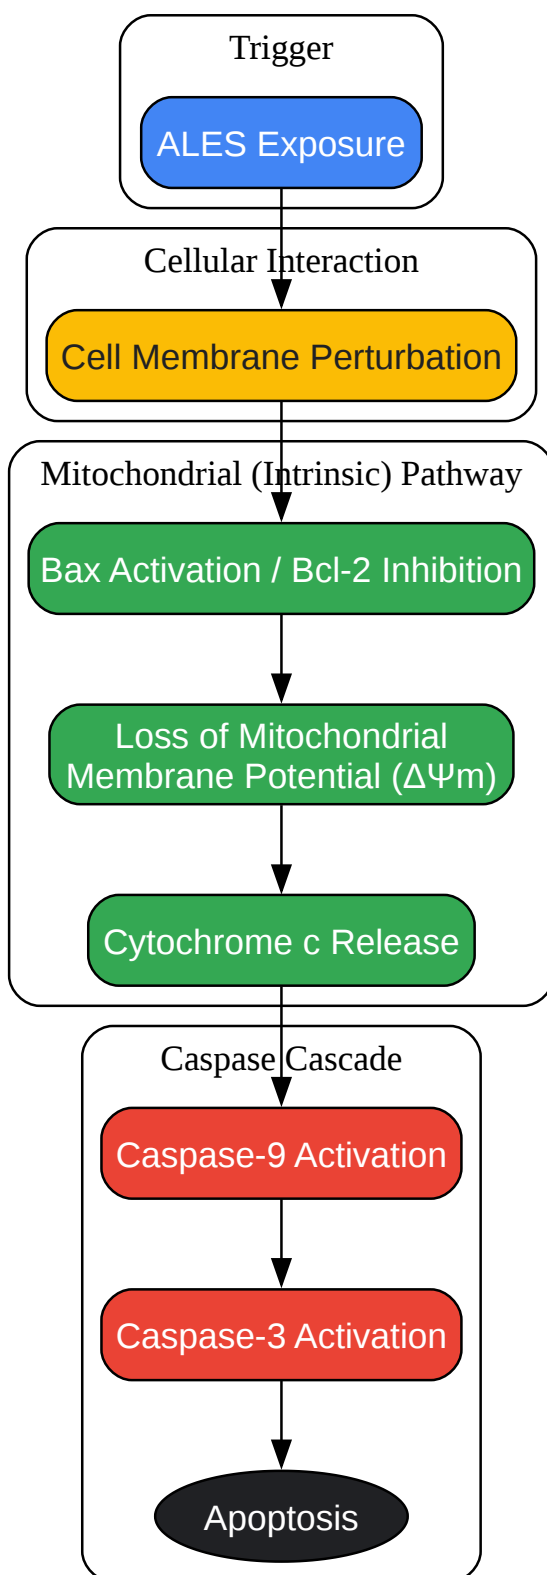 Trigger
ALES Exposure
Cellular Interaction
Cell Membrane Perturbation
Mitochondrial (Intrinsic) Pathway
Bax Activation / Bcl-2 Inhibition
Loss of Mitochondrial
Membrane Potential (ΔΨm)
Cytochrome c Release
Caspase Cascade
Caspase-9 Activation
Caspase-3 Activation
Apoptosis